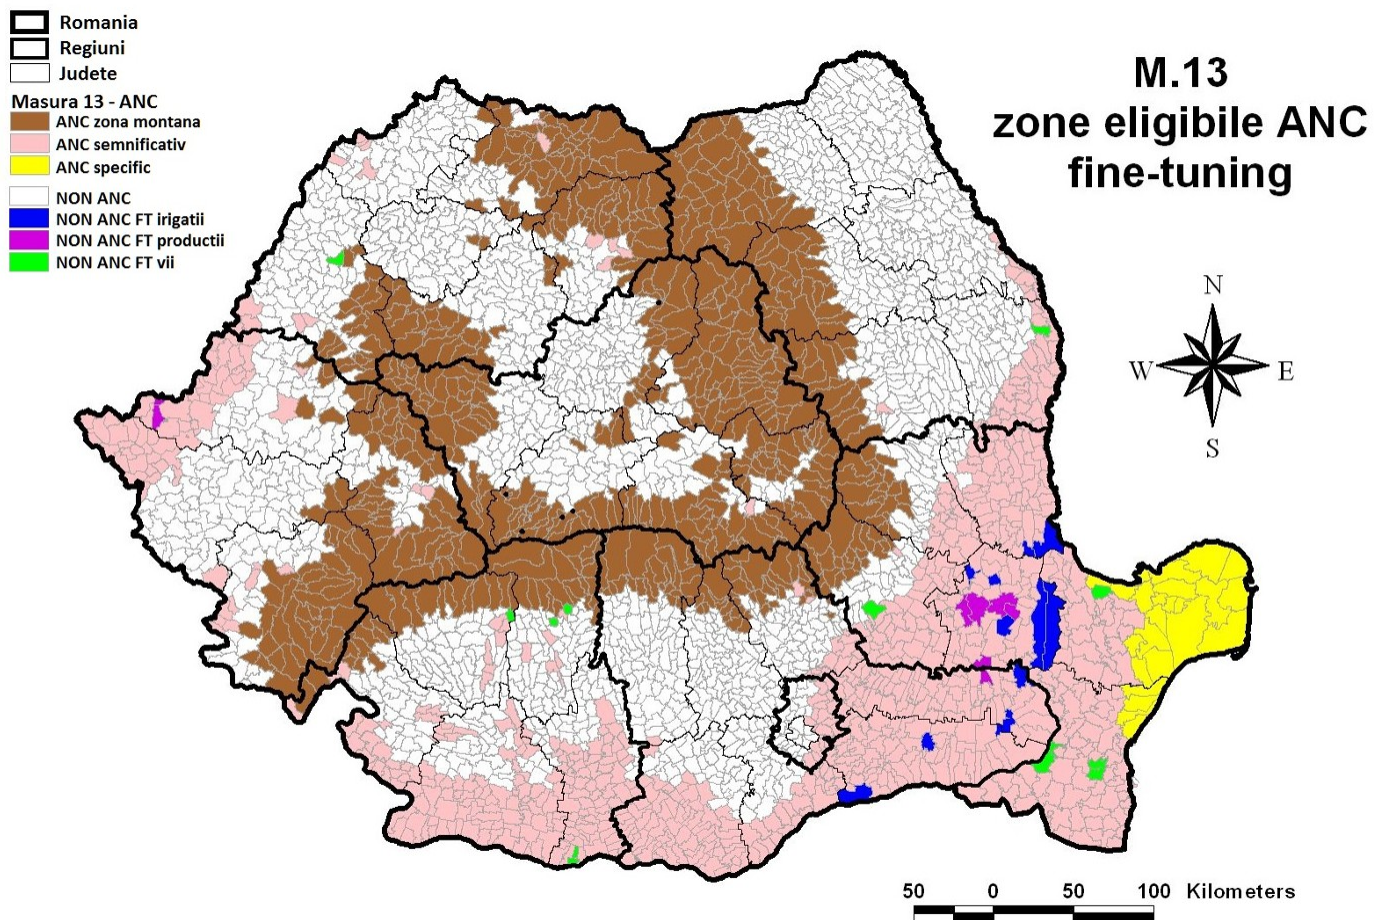 Romania
Regiuni
Judete
Masura 13 - ANC
ANC zona montana
ANC semnificativ
ANC specific
NON ANC
NON ANC FT irigatii
NON ANC FT productii
NON ANC FT vii
M.13
zone eligibile ANC
fine-tuning
N
W E
S
50 0 50 100 Kilometers